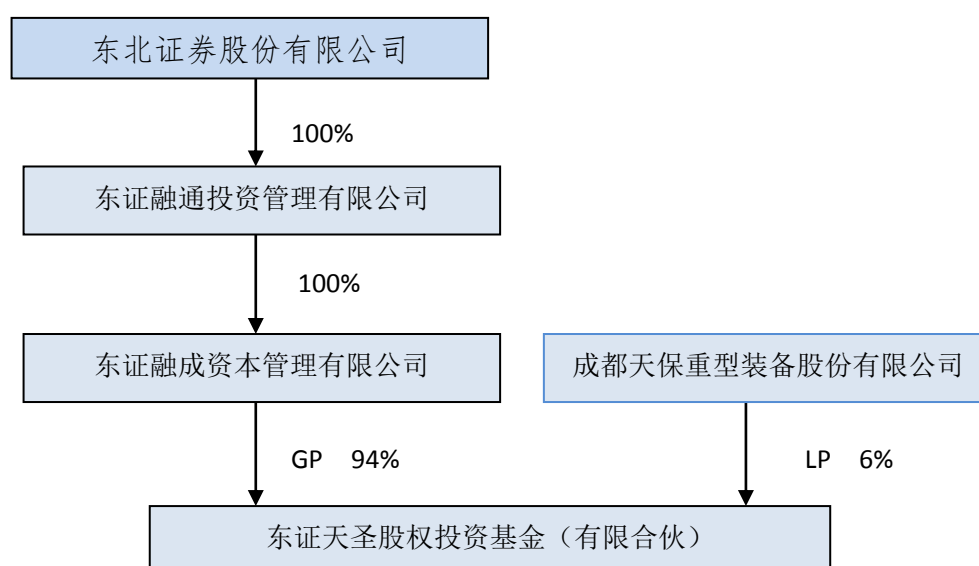 东北证券股份有限公司
100%
东证融通投资管理有限公司
100%
东证融成资本管理有限公司
成都天保重型装备股份有限公司
GP 94%
LP 6%
东证天圣股权投资基金（有限合伙）